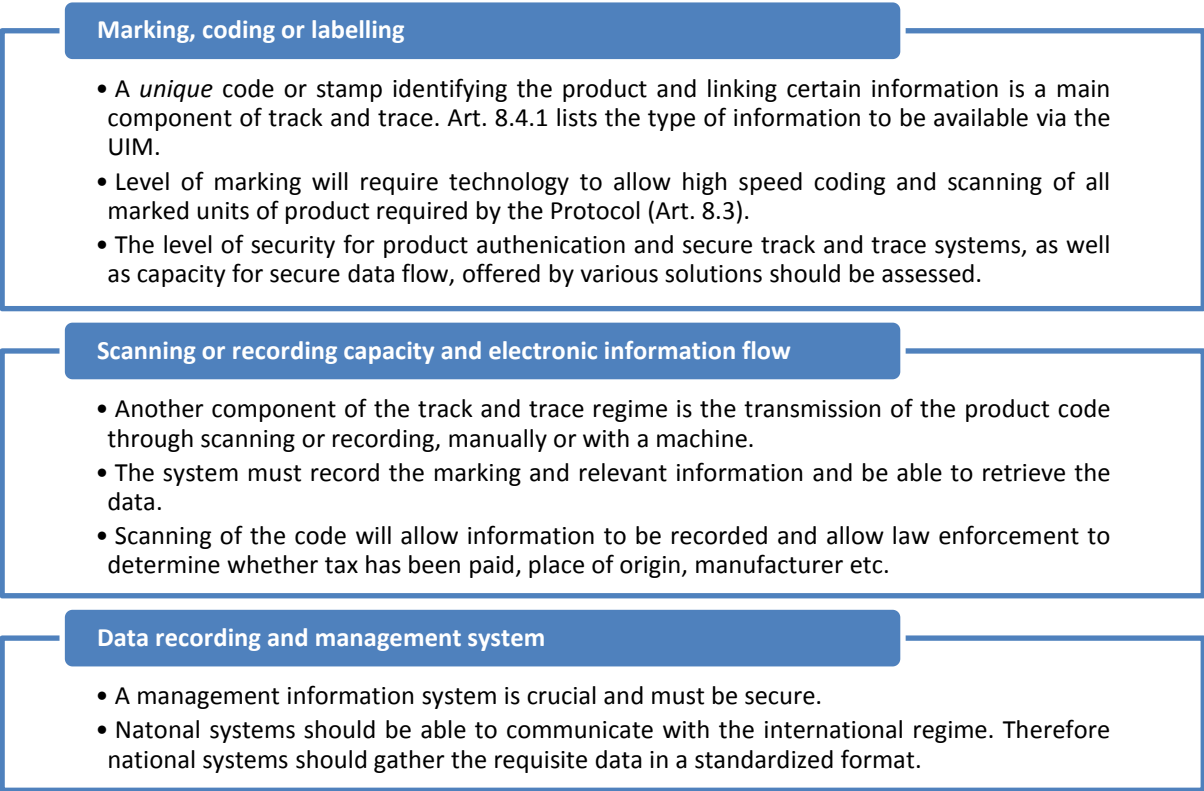 Marking, coding or labelling
• A unique code or stamp identifying the product and linking certain information is a main
component of track and trace. Art. 8.4.1 lists the type of information to be available via the
UIM.
• Level of marking will require technology to allow high speed coding and scanning of all
marked units of product required by the Protocol (Art. 8.3).
• The level of security for product authenication and secure track and trace systems, as well
as capacity for secure data flow, offered by various solutions should be assessed.
Scanning or recording capacity and electronic information flow
• Another component of the track and trace regime is the transmission of the product code
through scanning or recording, manually or with a machine.
• The system must record the marking and relevant information and be able to retrieve the
data.
• Scanning of the code will allow information to be recorded and allow law enforcement to
determine whether tax has been paid, place of origin, manufacturer etc.
Data recording and management system
• A management information system is crucial and must be secure.
• Natonal systems should be able to communicate with the international regime. Therefore
national systems should gather the requisite data in a standardized format.